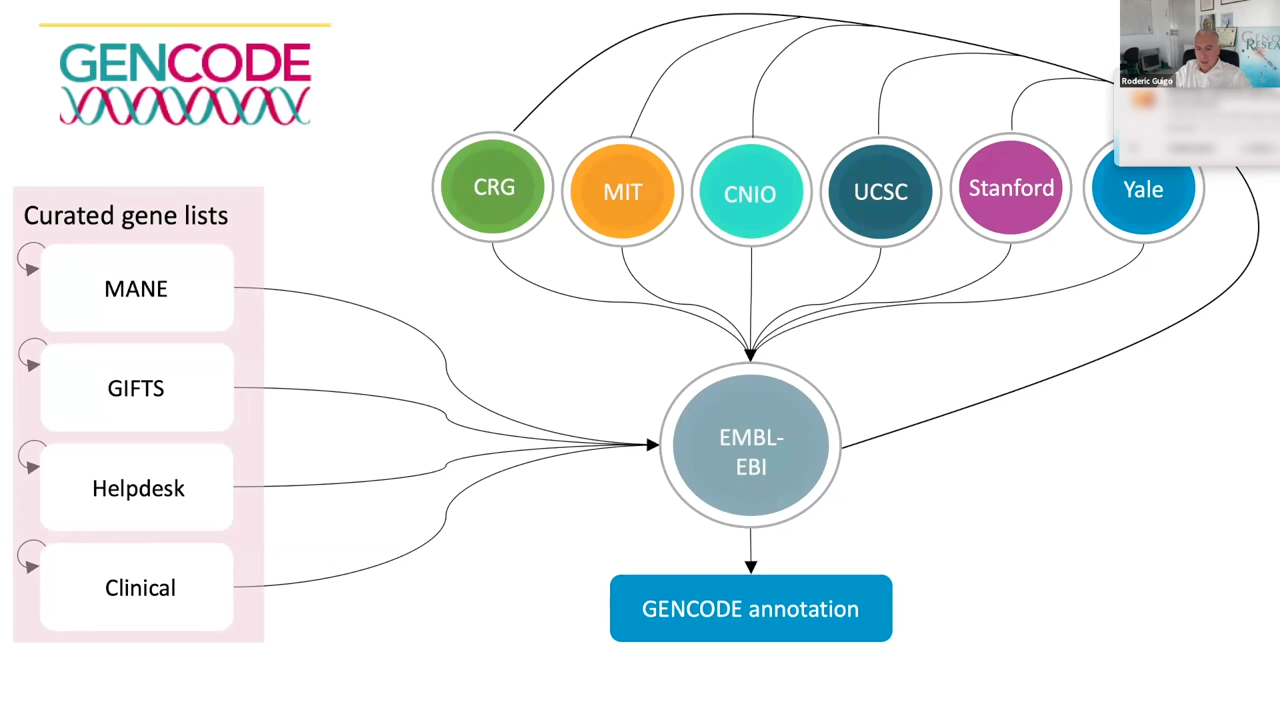 GENCODE
Roderic Guigo
CRG
MIT
CNIO
UCSC
Stanford
Yale
Curated gene lists
MANE
GIFTS
Helpdesk
Clinical
EMBL-
EBI
GENCODE annotation